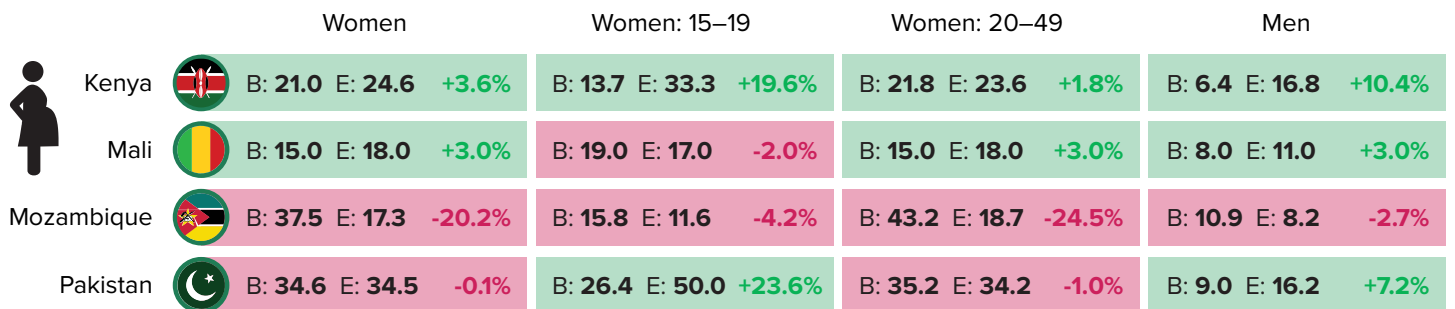 Women Women: 15–19 Women: 20–49 Men
Kenya B: 21.0 E: 24.6 +3.6% B: 13.7 E: 33.3 +19.6% B: 21.8 E: 23.6 +1.8% B: 6.4 E: 16.8 +10.4%
Mali B: 15.0 E: 18.0 +3.0% B: 19.0 E: 17.0 -2.0% B: 15.0 E: 18.0 +3.0% B: 8.0 E: 11.0 +3.0%
Mozambique B: 37.5 E: 17.3 -20.2% B: 15.8 E: 11.6 -4.2% B: 43.2 E: 18.7 -24.5% B: 10.9 E: 8.2 -2.7%
Pakistan B: 34.6 E: 34.5 -0.1% B: 26.4 E: 50.0 +23.6% B: 35.2 E: 34.2 -1.0% B: 9.0 E: 16.2 +7.2%